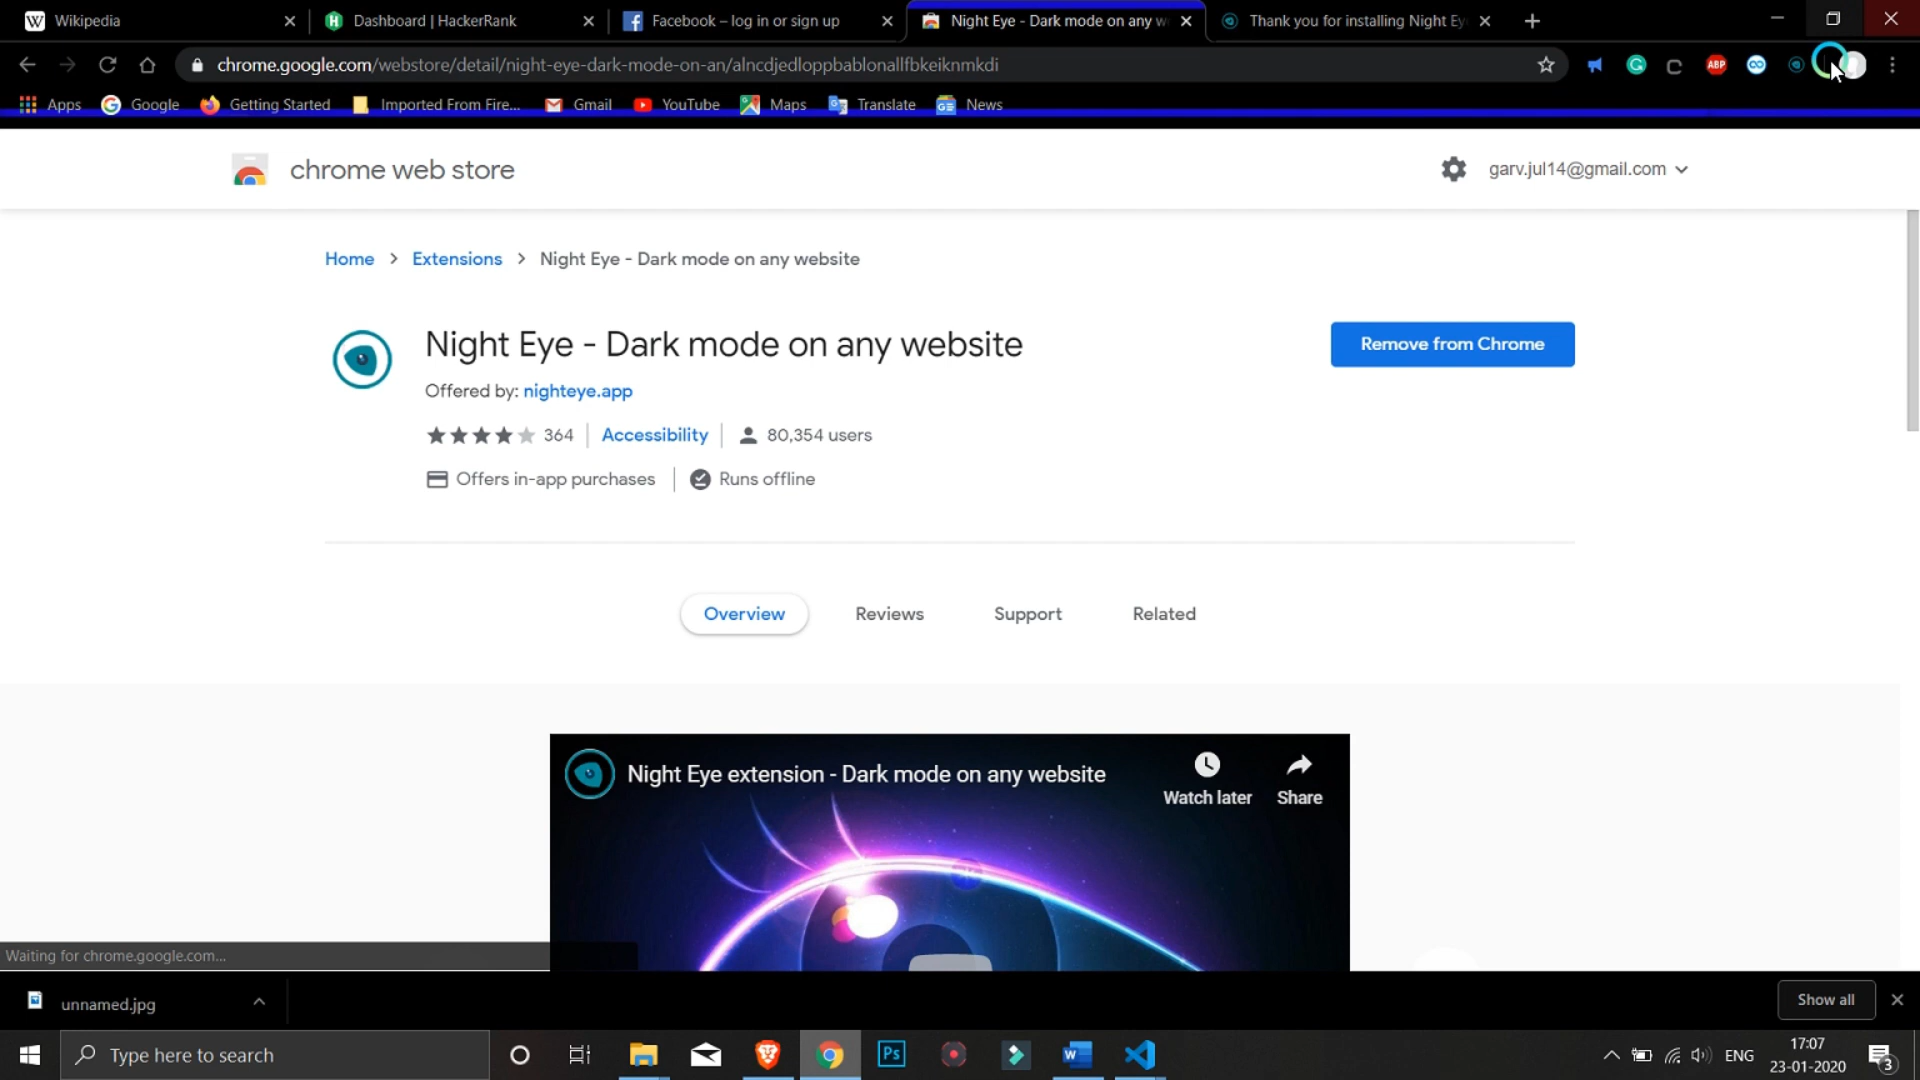 Wikipedia
Dashboard | HackerRank
Facebook – log in or sign up
Night Eye - Dark mode on any w
Thank you for installing Night Ey
chrome.google.com/webstore/detail/night-eye-dark-mode-on-an/alncdjedloppbablonallfbkeiknmkdi
ABP
Apps
Google
Getting Started
Imported From Fire...
Gmail
YouTube
Maps
Translate
News
chrome web store
garv.jul14@gmail.com
Home > Extensions > Night Eye - Dark mode on any website
Night Eye - Dark mode on any website
Remove from Chrome
Offered by: nighteye.app
364
Accessibility
80,354 users
Offers in-app purchases
Runs offline
Overview
Reviews
Support
Related
Night Eye extension - Dark mode on any website
Watch later
Share
Waiting for chrome.google.com...
unnamed.jpg
Show all
Type here to search
Ps
ENG
17:07
23-01-2020
3